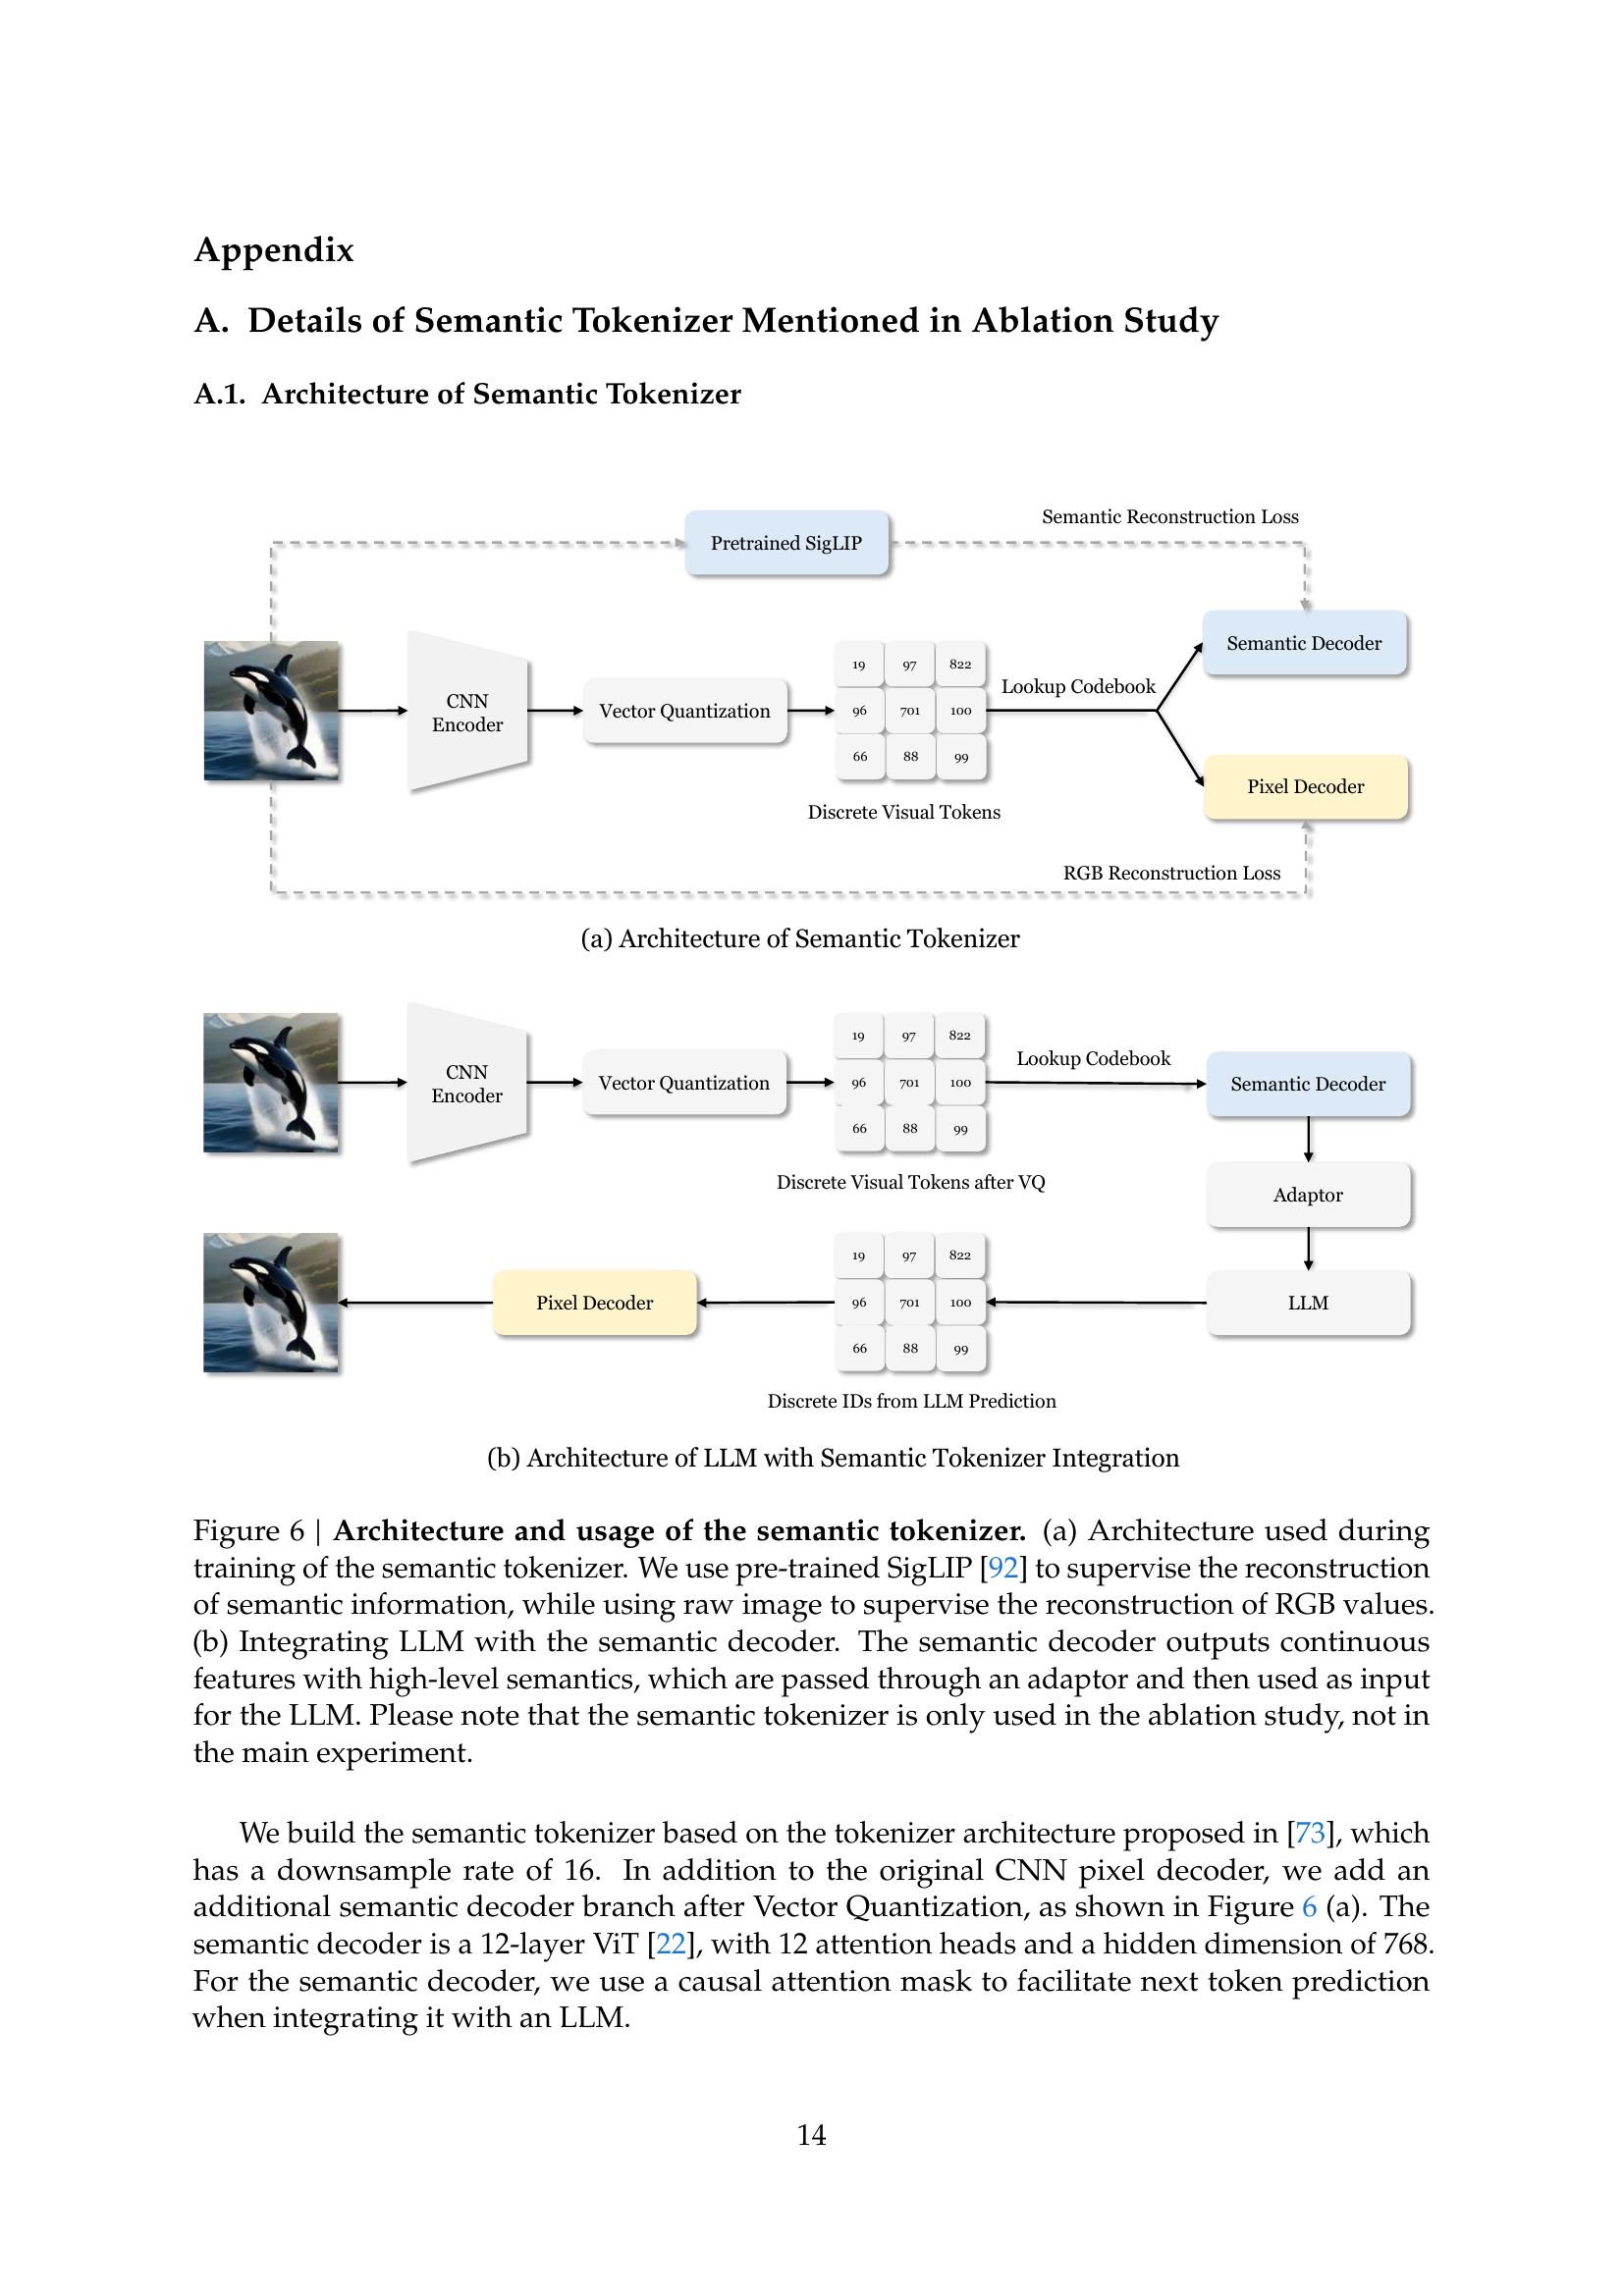 Appendix
A. Details of Semantic Tokenizer Mentioned in Ablation Study
A.1. Architecture of Semantic Tokenizer
Pretrained SigLIP
Semantic Reconstruction Loss
CNN
Encoder
Vector Quantization
19 97 822
96 701 100
66 88 99
Discrete Visual Tokens
Lookup Codebook
Semantic Decoder
Pixel Decoder
RGB Reconstruction Loss
(a) Architecture of Semantic Tokenizer
CNN
Encoder
Vector Quantization
19 97 822
96 701 100
66 88 99
Discrete Visual Tokens after VQ
Lookup Codebook
Semantic Decoder
Adaptor
LLM
19 97 822
96 701 100
66 88 99
Discrete IDs from LLM Prediction
Pixel Decoder
(b) Architecture of LLM with Semantic Tokenizer Integration
Figure 6 | Architecture and usage of the semantic tokenizer. (a) Architecture used during
training of the semantic tokenizer. We use pre-trained SigLIP [92] to supervise the reconstruction
of semantic information, while using raw image to supervise the reconstruction of RGB values.
(b) Integrating LLM with the semantic decoder. The semantic decoder outputs continuous
features with high-level semantics, which are passed through an adaptor and then used as input
for the LLM. Please note that the semantic tokenizer is only used in the ablation study, not in
the main experiment.
We build the semantic tokenizer based on the tokenizer architecture proposed in [73], which
has a downsample rate of 16. In addition to the original CNN pixel decoder, we add an
additional semantic decoder branch after Vector Quantization, as shown in Figure 6 (a). The
semantic decoder is a 12-layer ViT [22], with 12 attention heads and a hidden dimension of 768.
For the semantic decoder, we use a causal attention mask to facilitate next token prediction
when integrating it with an LLM.
14